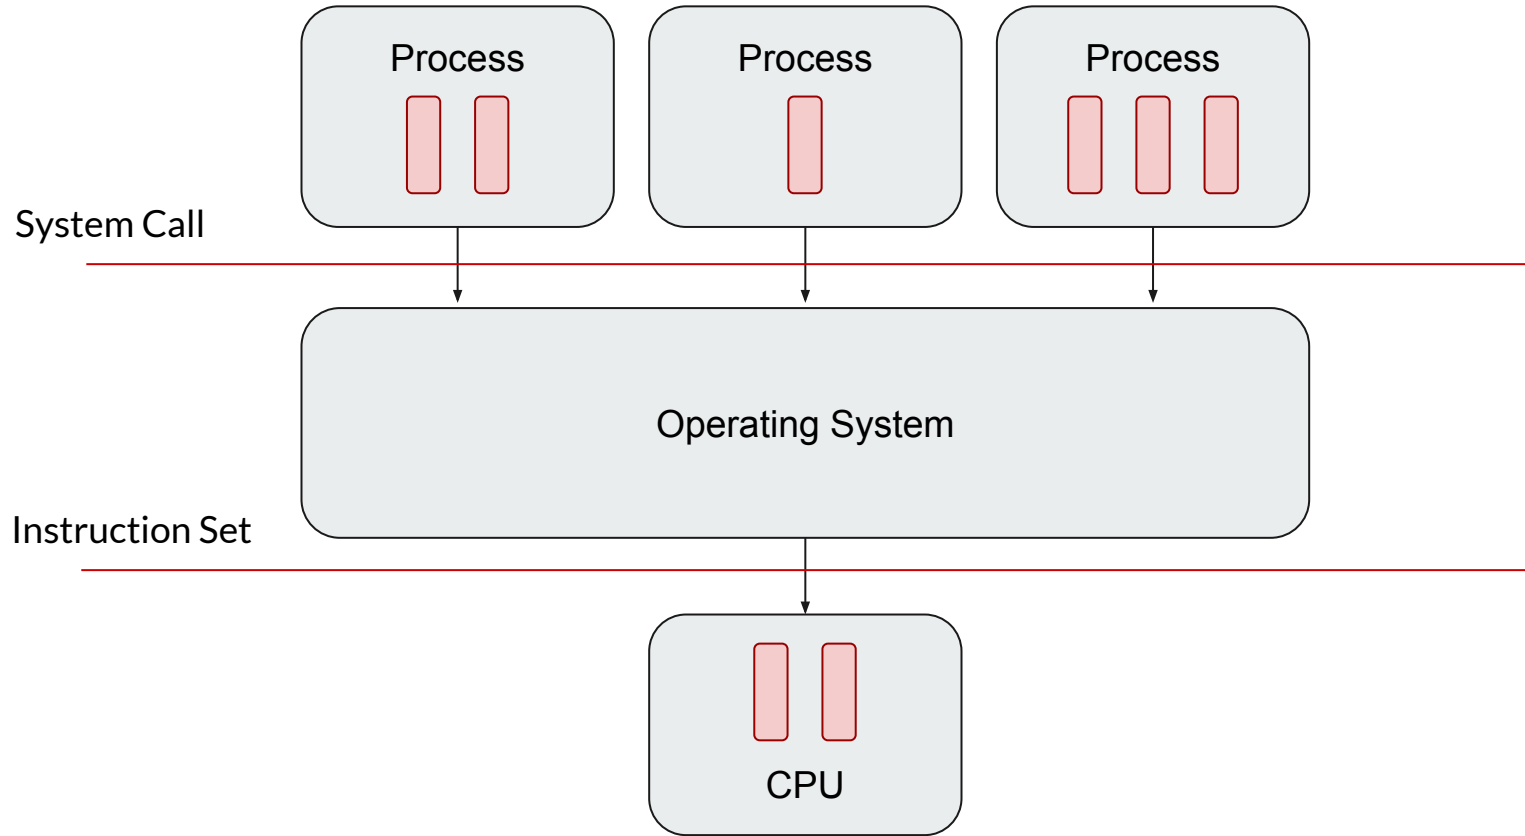 Process
Process
Process
System Call
Operating System
Instruction Set
CPU